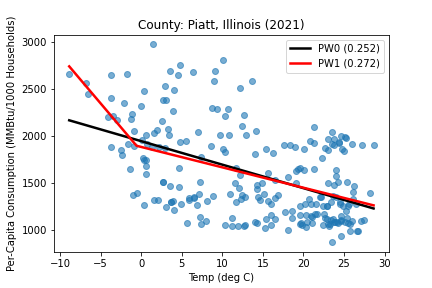 County: Piatt, Illinois (2021)
PW0 (0.252)
PW1 (0.272)
Per-Capita Consumption (MMBtu/1000 Households)
3000
2500
2000
1500
1000
−10 −5 0 5 10 15 20 25 30
Temp (deg C)